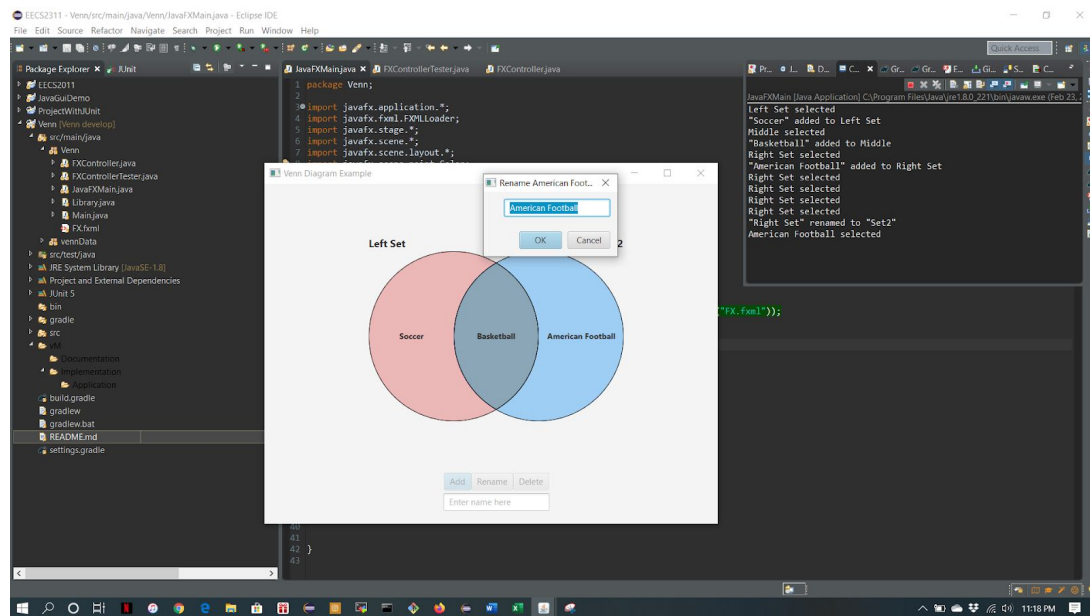 EECS2311 - Venn/src/main/java/Venn/JavaFXMain.java - Eclipse IDE
File Edit Source Refactor Navigate Search Project Run Window Help
Quick Access
Package Explorer JUnit
EECS2011
JavaGuiDemo
ProjectWithJUnit
Venn [Venn develop]
src/main/java
Venn
FXController.java
FXControllerTester.java
JavaFXMain.java
Library.java
Main.java
FX.fxml
vennData
src/test/java
JRE System Library [JavaSE-1.8]
Project and External Dependencies
JUnit 5
bin
gradle
src
vM
Documentation
Implementation
Application
build.gradle
gradlew
gradlew.bat
README.md
settings.gradle
JavaFXMain.java FXControllerTester.java FXController.java
1 package Venn;
2
3 import javafx.application.*;
4 import javafx.fxml.FXMLLoader;
5 import javafx.stage.*;
6 import javafx.scene.*;
7 import javafx.scene.layout.*;
("FX.fxml"));
40
41
42 }
43
Pr... D... C... Gr... Gr... F... Gi... S... C...
JavaFXMain [Java Application] C:\Program Files\Java\jre1.8.0_221\bin\javaw.exe (Feb 23, 2
Left Set selected
"Soccer" added to Left Set
Middle selected
"Basketball" added to Middle
Right Set selected
"American Football" added to Right Set
Right Set selected
Right Set selected
Right Set selected
Right Set selected
"Right Set" renamed to "Set2"
American Football selected
Venn Diagram Example
Rename American Foot...
American Football
OK Cancel
Left Set
2
Soccer
Basketball
American Football
Add Rename Delete
Enter name here
11:18 PM